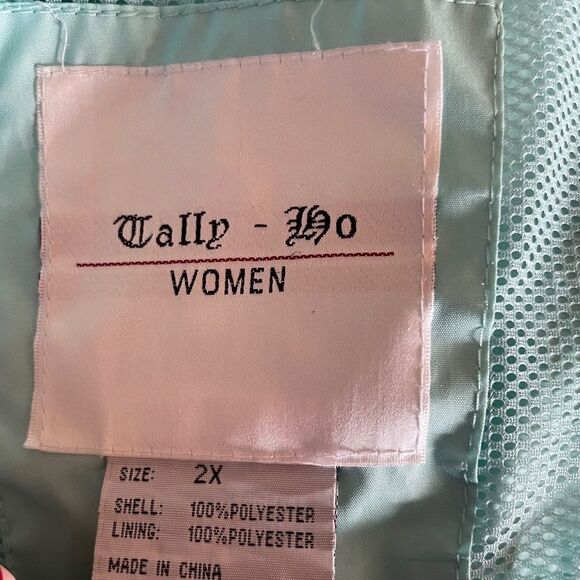 Tally - Ho
WOMEN
SIZE: 2X
SHELL: 100%POLYESTER
LINING: 100%POLYESTER
MADE IN CHINA